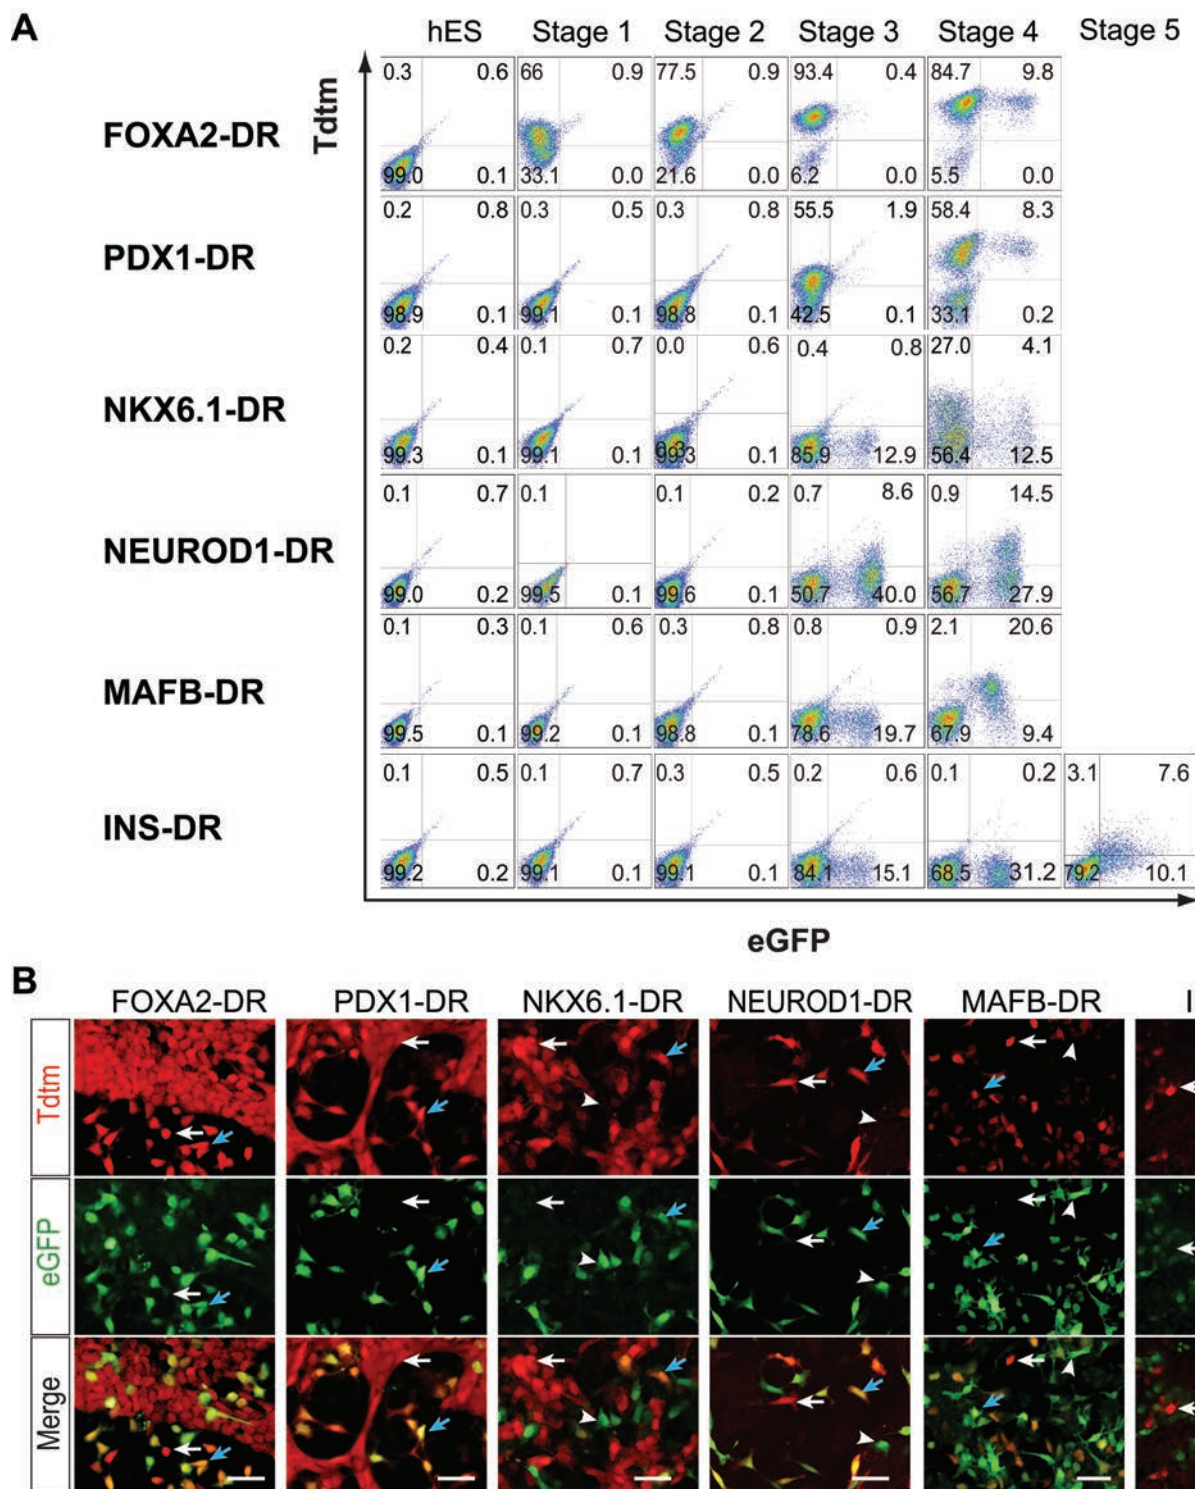 A
hES Stage 1 Stage 2 Stage 3 Stage 4 Stage 5
Tdtm
FOXA2-DR
0.3 0.6 66 0.9 77.5 0.9 93.4 0.4 84.7 9.8
99.0 0.1 33.1 0.0 21.6 0.0 6.2 0.0 5.5 0.0
PDX1-DR
0.2 0.8 0.3 0.5 0.3 0.8 55.5 1.9 58.4 8.3
98.9 0.1 99.1 0.1 98.8 0.1 42.5 0.1 33.1 0.2
NKX6.1-DR
0.2 0.4 0.1 0.7 0.0 0.6 0.4 0.8 27.0 4.1
99.3 0.1 99.1 0.1 99.3 0.1 85.9 12.9 56.4 12.5
NEUROD1-DR
0.1 0.7 0.1 0.1 0.2 0.7 8.6 0.9 14.5
99.0 0.2 99.5 0.1 99.6 0.1 50.7 40.0 56.7 27.9
MAFB-DR
0.1 0.3 0.1 0.6 0.3 0.8 0.8 0.9 2.1 20.6
99.5 0.1 99.2 0.1 98.8 0.1 78.6 19.7 67.9 9.4
INS-DR
0.1 0.5 0.1 0.7 0.3 0.5 0.2 0.6 0.1 0.2 3.1 7.6
99.2 0.2 99.1 0.1 99.1 0.1 84.1 15.1 68.5 31.2 79.2 10.1
eGFP
B
FOXA2-DR PDX1-DR NKX6.1-DR NEUROD1-DR MAFB-DR I
Tdtm
eGFP
Merge